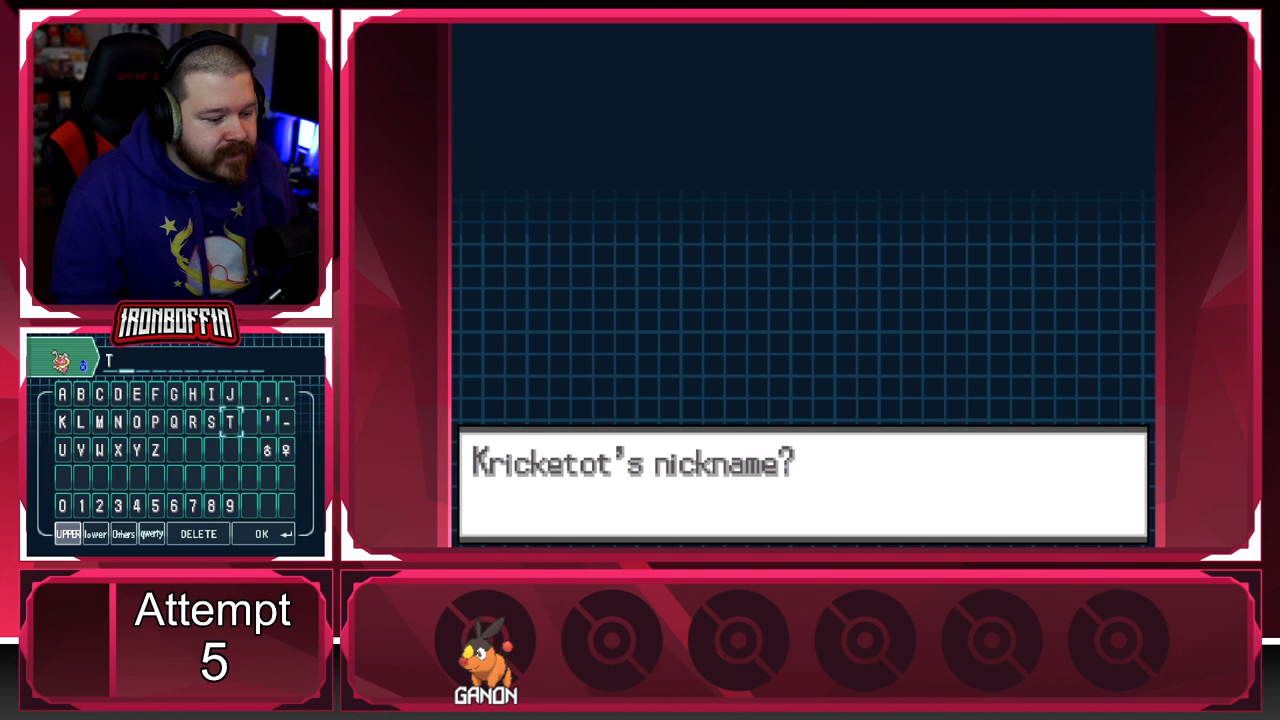 IRONBOFFIN
T
A B C D E F G H I J , .
K L M N O P Q R S T ' -
U V W X Y Z ♂ ♀
0 1 2 3 4 5 6 7 8 9
UPPER lower Others qwerty DELETE OK
Kricketot's nickname?
Attempt
5
GANON